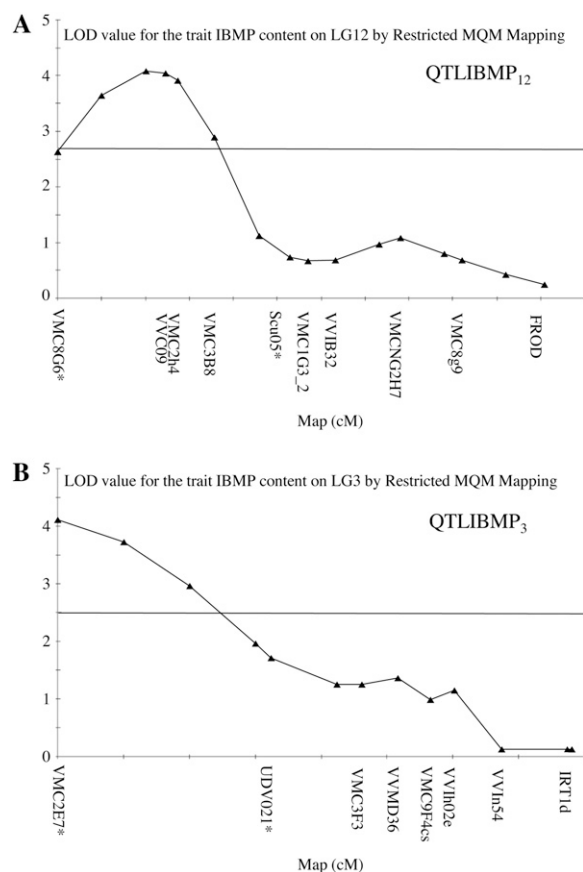 A
LOD value for the trait IBMP content on LG12 by Restricted MQM Mapping
QTLIBMP12
5
4
3
2
1
0
VMC8G6*
VVC09
VMC2h4
VMC3B8
Scu05*
VMC1G3_2
VVIB32
VMCNG2H7
VMC8g9
FROD
Map (cM)
B
LOD value for the trait IBMP content on LG3 by Restricted MQM Mapping
QTLIBMP3
5
4
3
2
1
0
VMC2E7*
UDV021*
VMC3F3
VVMD36
VMC9F4cs
VVIh02e
VVIn54
IRT1d
Map (cM)